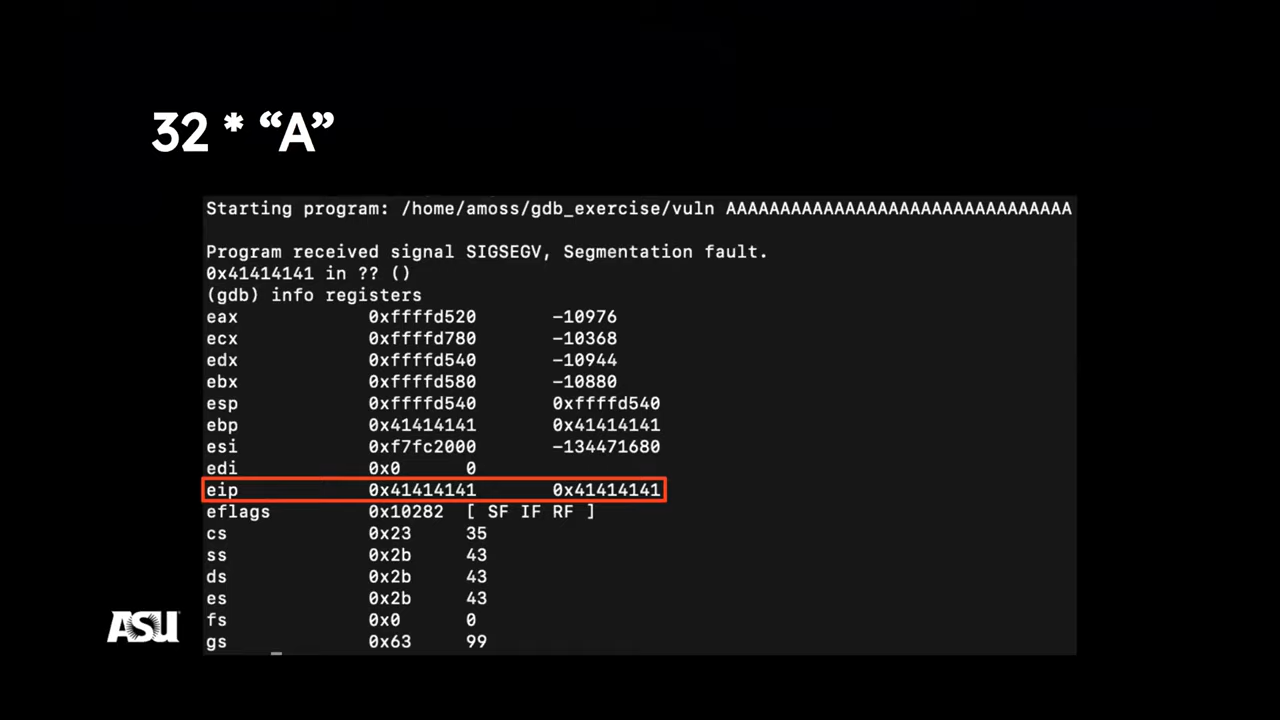 32 * “A”
Starting program: /home/amoss/gdb_exercise/vuln AAAAAAAAAAAAAAAAAAAAAAAAAAAAAAAA
Program received signal SIGSEGV, Segmentation fault.
0x41414141 in ?? ()
(gdb) info registers
eax 0xffffd520 -10976
ecx 0xffffd780 -10368
edx 0xffffd540 -10944
ebx 0xffffd580 -10880
esp 0xffffd540 0xffffd540
ebp 0x41414141 0x41414141
esi 0xf7fc2000 -134471680
edi 0x0 0
eip 0x41414141 0x41414141
eflags 0x10282 [ SF IF RF ]
cs 0x23 35
ss 0x2b 43
ds 0x2b 43
es 0x2b 43
fs 0x0 0
gs 0x63 99
ASU